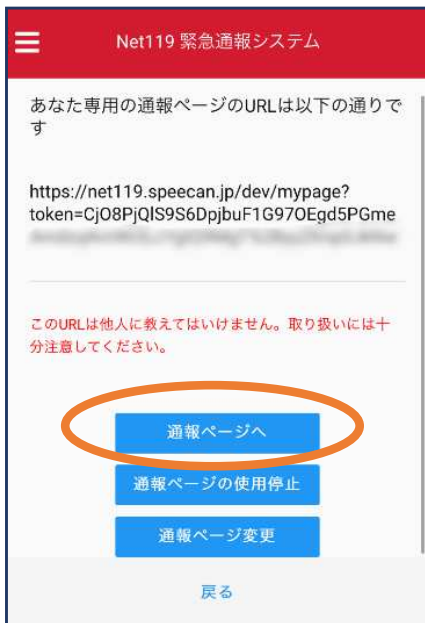 Net119 緊急通報システム
あなた専用の通報ページのURLは以下の通りで
す
https://net119.speecan.jp/dev/mypage?
token=CjO8PjQlS9S6DpjbuF1G97OEgd5PGme
このURLは他人に教えてはいけません。取り扱いには十
分注意してください。
通報ページへ
通報ページの使用停止
通報ページ変更
戻る